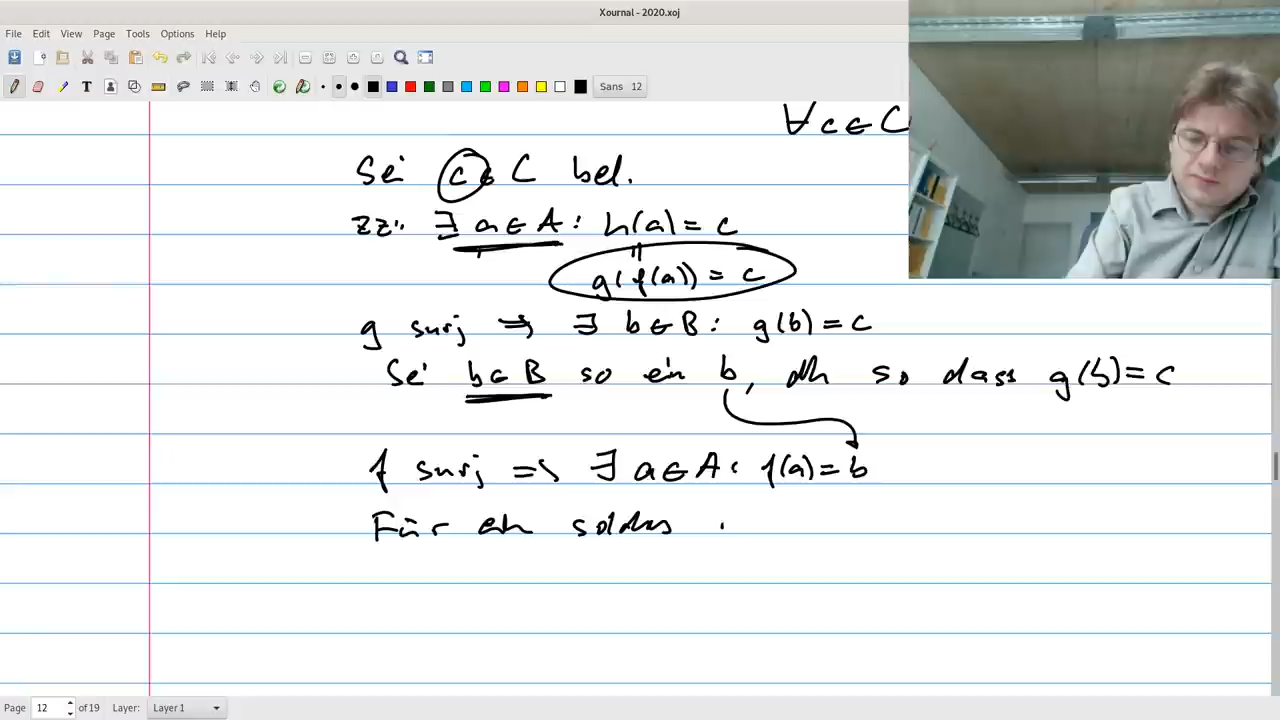 Xournal - 2020.xoj
File Edit View Page Tools Options Help
Sans 12
∀ c ∈ C
Sei c ∈ C bel.
zz: ∃ a ∈ A : h(a) = c
g(f(a)) = c
g surj ⇒ ∃ b ∈ B : g(b) = c
Sei b ∈ B so ein b, dh so dass g(b) = c
f surj ⇒ ∃ a ∈ A : f(a) = b
Für ein solches
Page 12 of 19 Layer: Layer 1